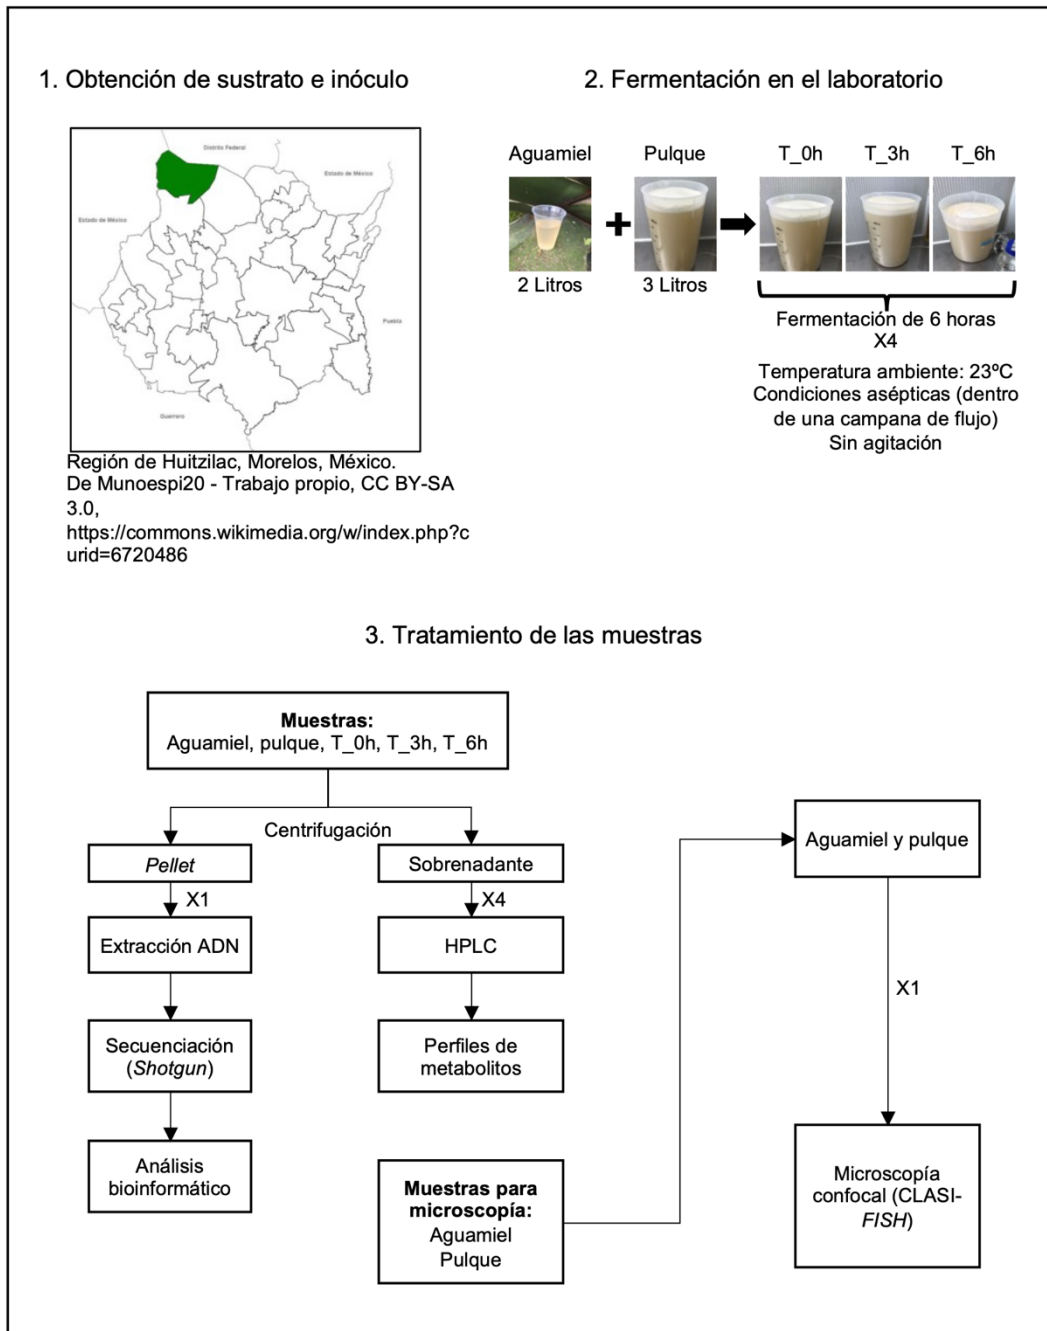 1. Obtención de sustrato e inóculo
Distrito Federal
Estado de México
Estado de México
Puebla
Guerrero
Región de Huitzilac, Morelos, México.
De Munoespi20 - Trabajo propio, CC BY-SA
3.0,
https://commons.wikimedia.org/w/index.php?c
urid=6720486
2. Fermentación en el laboratorio
Aguamiel
Pulque
T_0h
T_3h
T_6h
+
2 Litros
3 Litros
Fermentación de 6 horas
X4
Temperatura ambiente: 23ºC
Condiciones asépticas (dentro
de una campana de flujo)
Sin agitación
3. Tratamiento de las muestras
Muestras:
Aguamiel, pulque, T_0h, T_3h, T_6h
Centrifugación
Pellet
X1
Extracción ADN
Secuenciación
(Shotgun)
Análisis
bioinformático
Sobrenadante
X4
HPLC
Perfiles de
metabolitos
Muestras para
microscopía:
Aguamiel
Pulque
Aguamiel y pulque
X1
Microscopía
confocal (CLASI-
FISH)